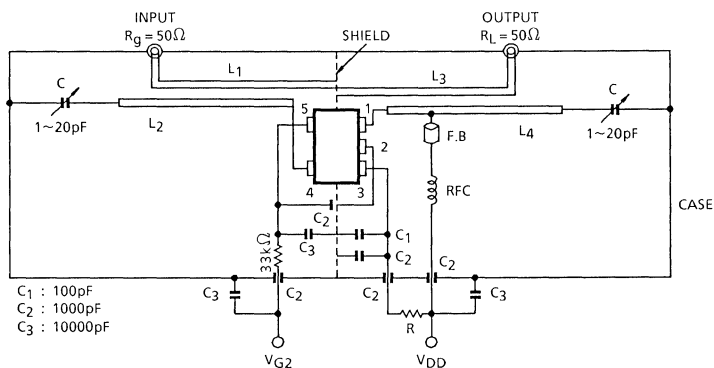 INPUT
Rg = 50Ω
OUTPUT
RL = 50Ω
SHIELD
L1
L3
C
1~20pF
L2
5
1
2
4
3
L4
C
1~20pF
F.B
RFC
CASE
C2
C3
C1
C2
33kΩ
C3
C2
C2
C2
C3
R
C1 : 100pF
C2 : 1000pF
C3 : 10000pF
VG2
VDD